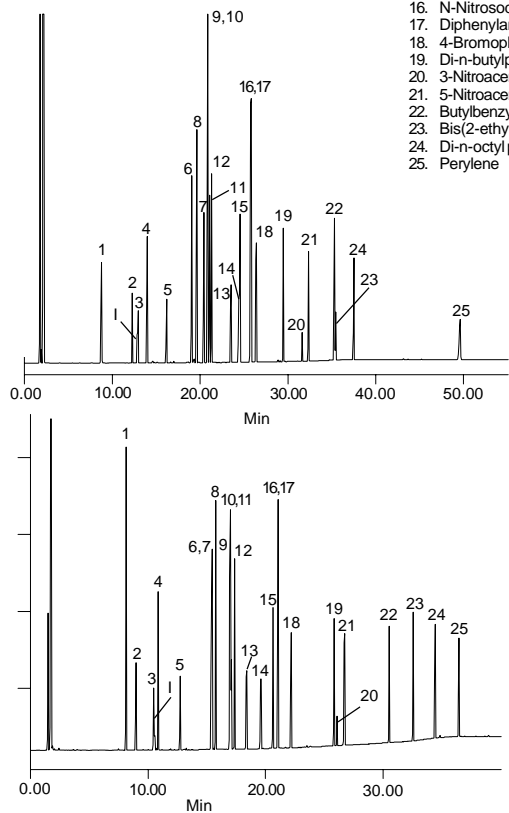 16. N-Nitrosod
17. Diphenylar
18. 4-Bromoph
19. Di-n-butylp
20. 3-Nitroacer
21. 5-Nitroacer
22. Butylbenzy
23. Bis(2-ethy
24. Di-n-octyl p
25. Perylene
9,10
16,17
8
6
12
11
7
15
4
1
2
I
3
5
14
13
18
19
20
21
22
23
24
25
0.00 10.00 20.00 30.00 40.00 50.00
Min
1
8
10,11
16,17
6,7
9
12
4
2
3
I
5
13
14
15
18
19
21
20
22
23
24
25
0.00 10.00 20.00 30.00
Min